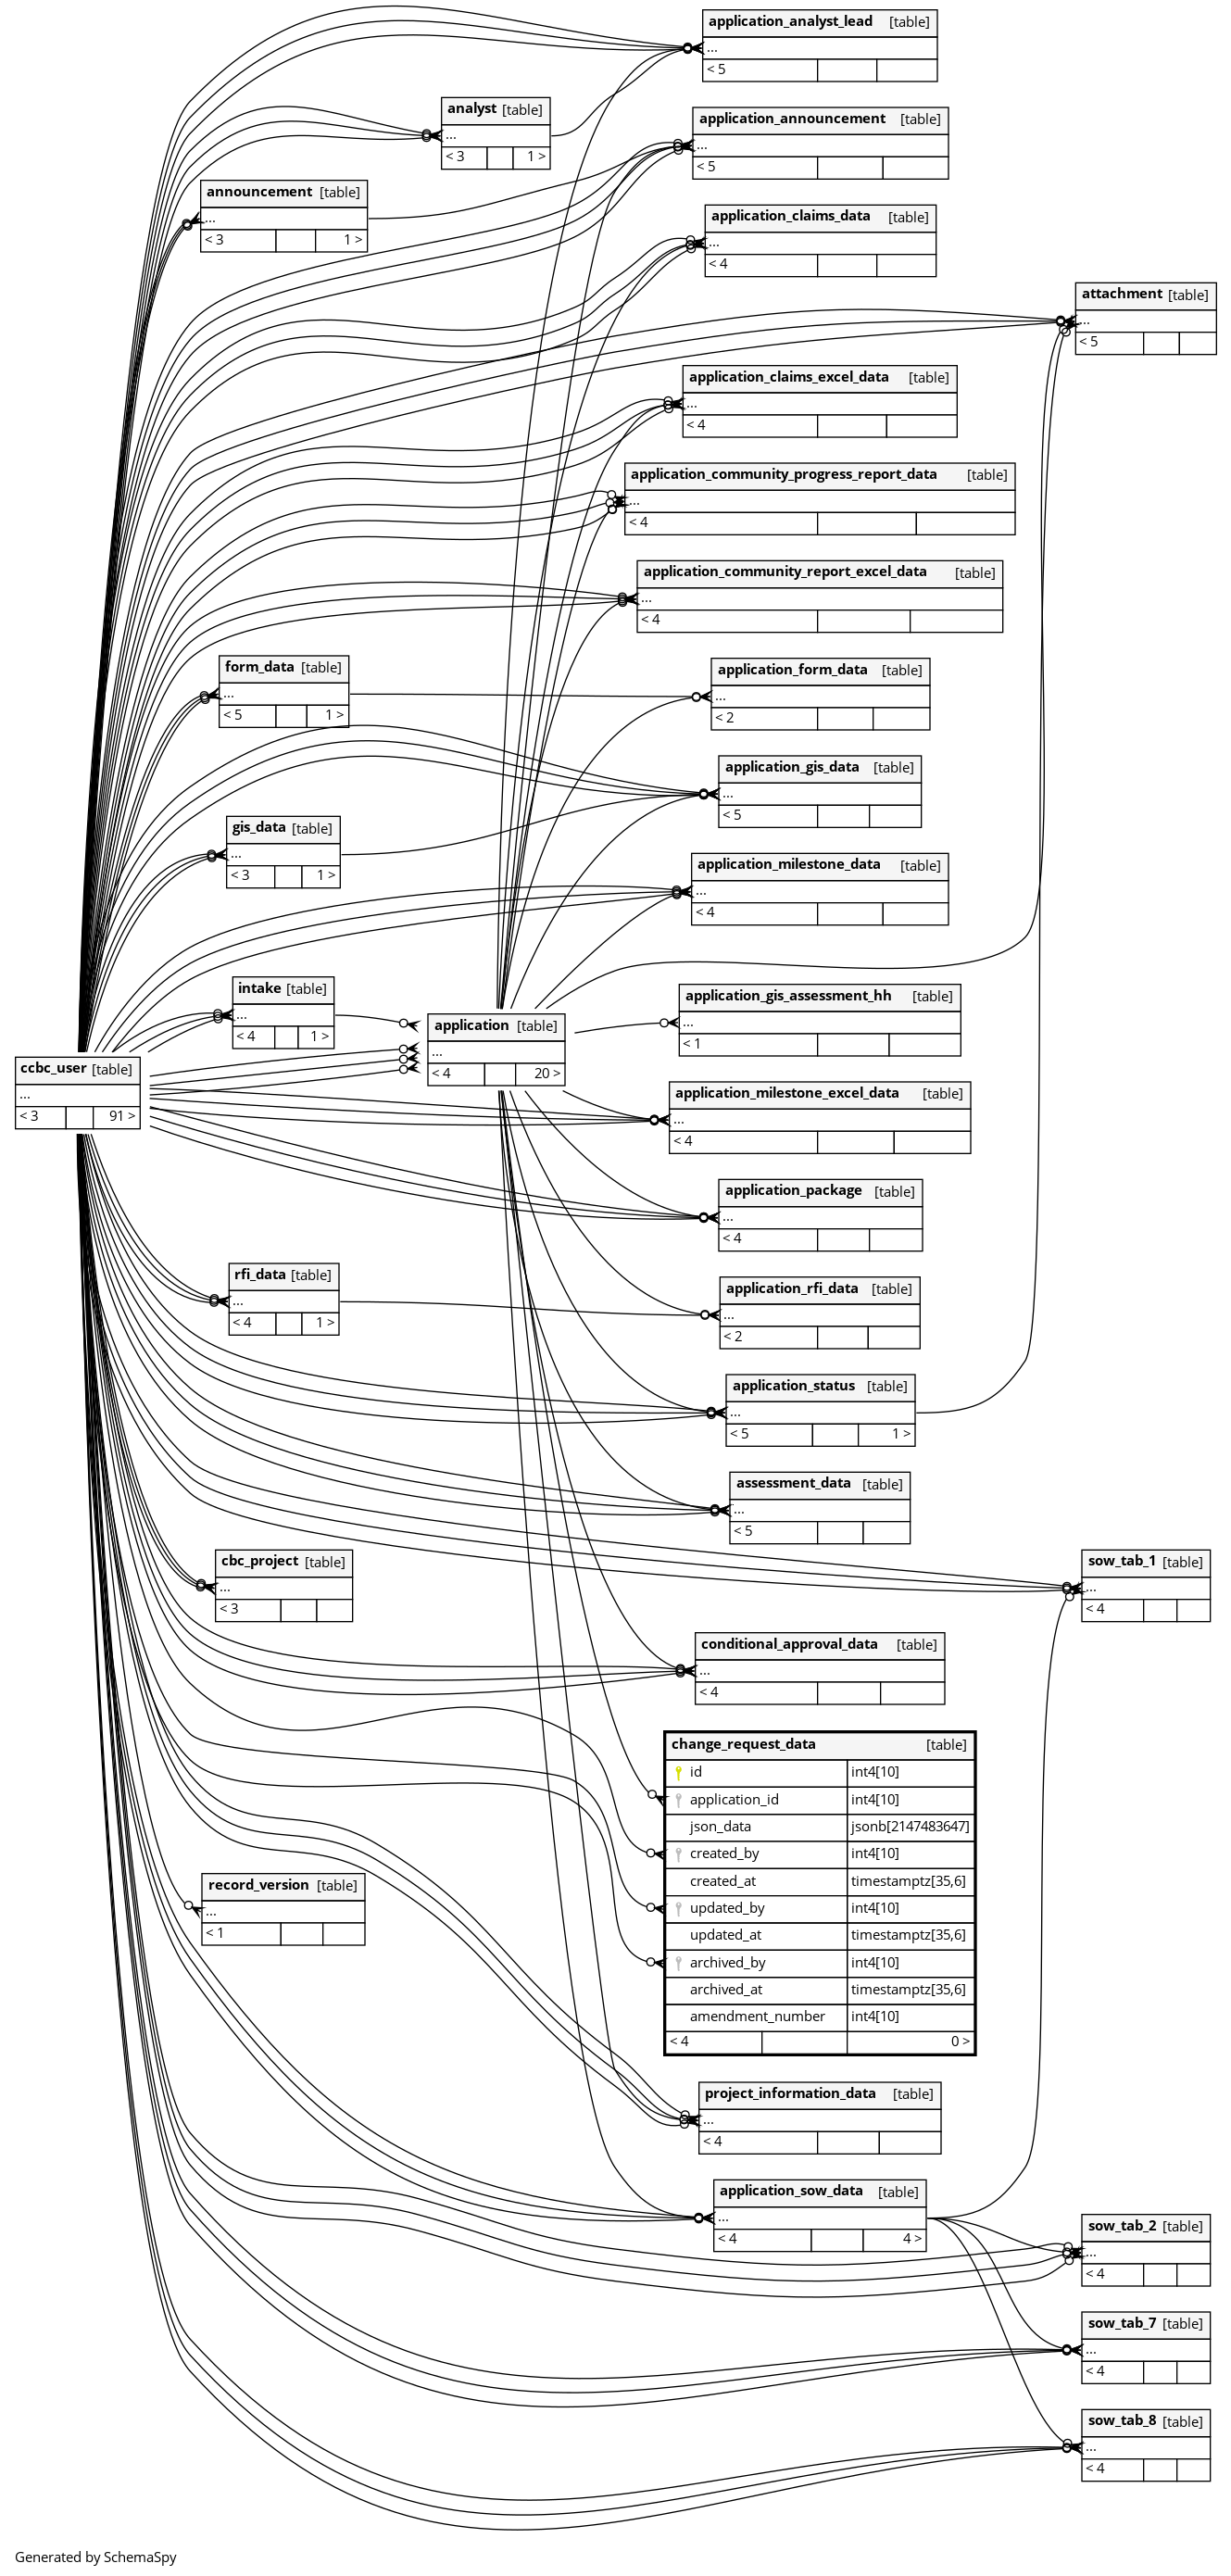 application_analyst_lead [table]
...
< 5
analyst [table]
...
< 3 1 >
application_announcement [table]
...
< 5
announcement [table]
...
< 3 1 >
application_claims_data [table]
...
< 4
attachment [table]
...
< 5
application_claims_excel_data [table]
...
< 4
application_community_progress_report_data [table]
...
< 4
application_community_report_excel_data [table]
...
< 4
form_data [table]
...
< 5 1 >
application_form_data [table]
...
< 2
application_gis_data [table]
...
< 5
gis_data [table]
...
< 3 1 >
application_milestone_data [table]
...
< 4
intake [table]
...
< 4 1 >
application [table]
...
< 4 20 >
application_gis_assessment_hh [table]
...
< 1
ccbc_user [table]
...
< 3 91 >
application_milestone_excel_data [table]
...
< 4
application_package [table]
...
< 4
rfi_data [table]
...
< 4 1 >
application_rfi_data [table]
...
< 2
application_status [table]
...
< 5 1 >
assessment_data [table]
...
< 5
cbc_project [table]
...
< 3
sow_tab_1 [table]
...
< 4
conditional_approval_data [table]
...
< 4
change_request_data [table]
id int4[10]
application_id int4[10]
json_data jsonb[2147483647]
created_by int4[10]
created_at timestamptz[35,6]
updated_by int4[10]
updated_at timestamptz[35,6]
archived_by int4[10]
archived_at timestamptz[35,6]
amendment_number int4[10]
< 4 0 >
record_version [table]
...
< 1
project_information_data [table]
...
< 4
application_sow_data [table]
...
< 4 4 >
sow_tab_2 [table]
...
< 4
sow_tab_7 [table]
...
< 4
sow_tab_8 [table]
...
< 4
Generated by SchemaSpy